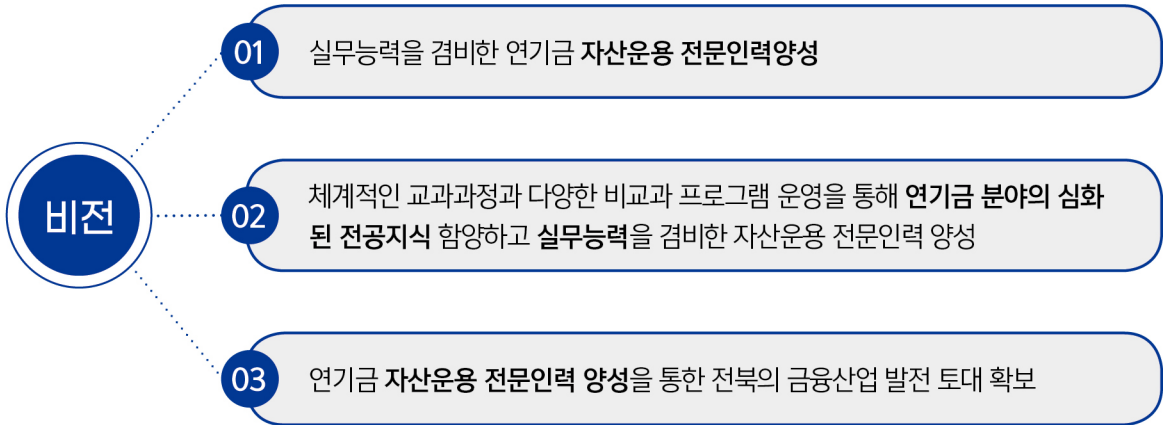 01
실무능력을 겸비한 연기금 자산운용 전문인력양성
비전
02
체계적인 교과과정과 다양한 비교과 프로그램 운영을 통해 연기금 분야의 심화
된 전공지식 함양하고 실무능력을 겸비한 자산운용 전문인력 양성
03
연기금 자산운용 전문인력 양성을 통한 전북의 금융산업 발전 토대 확보